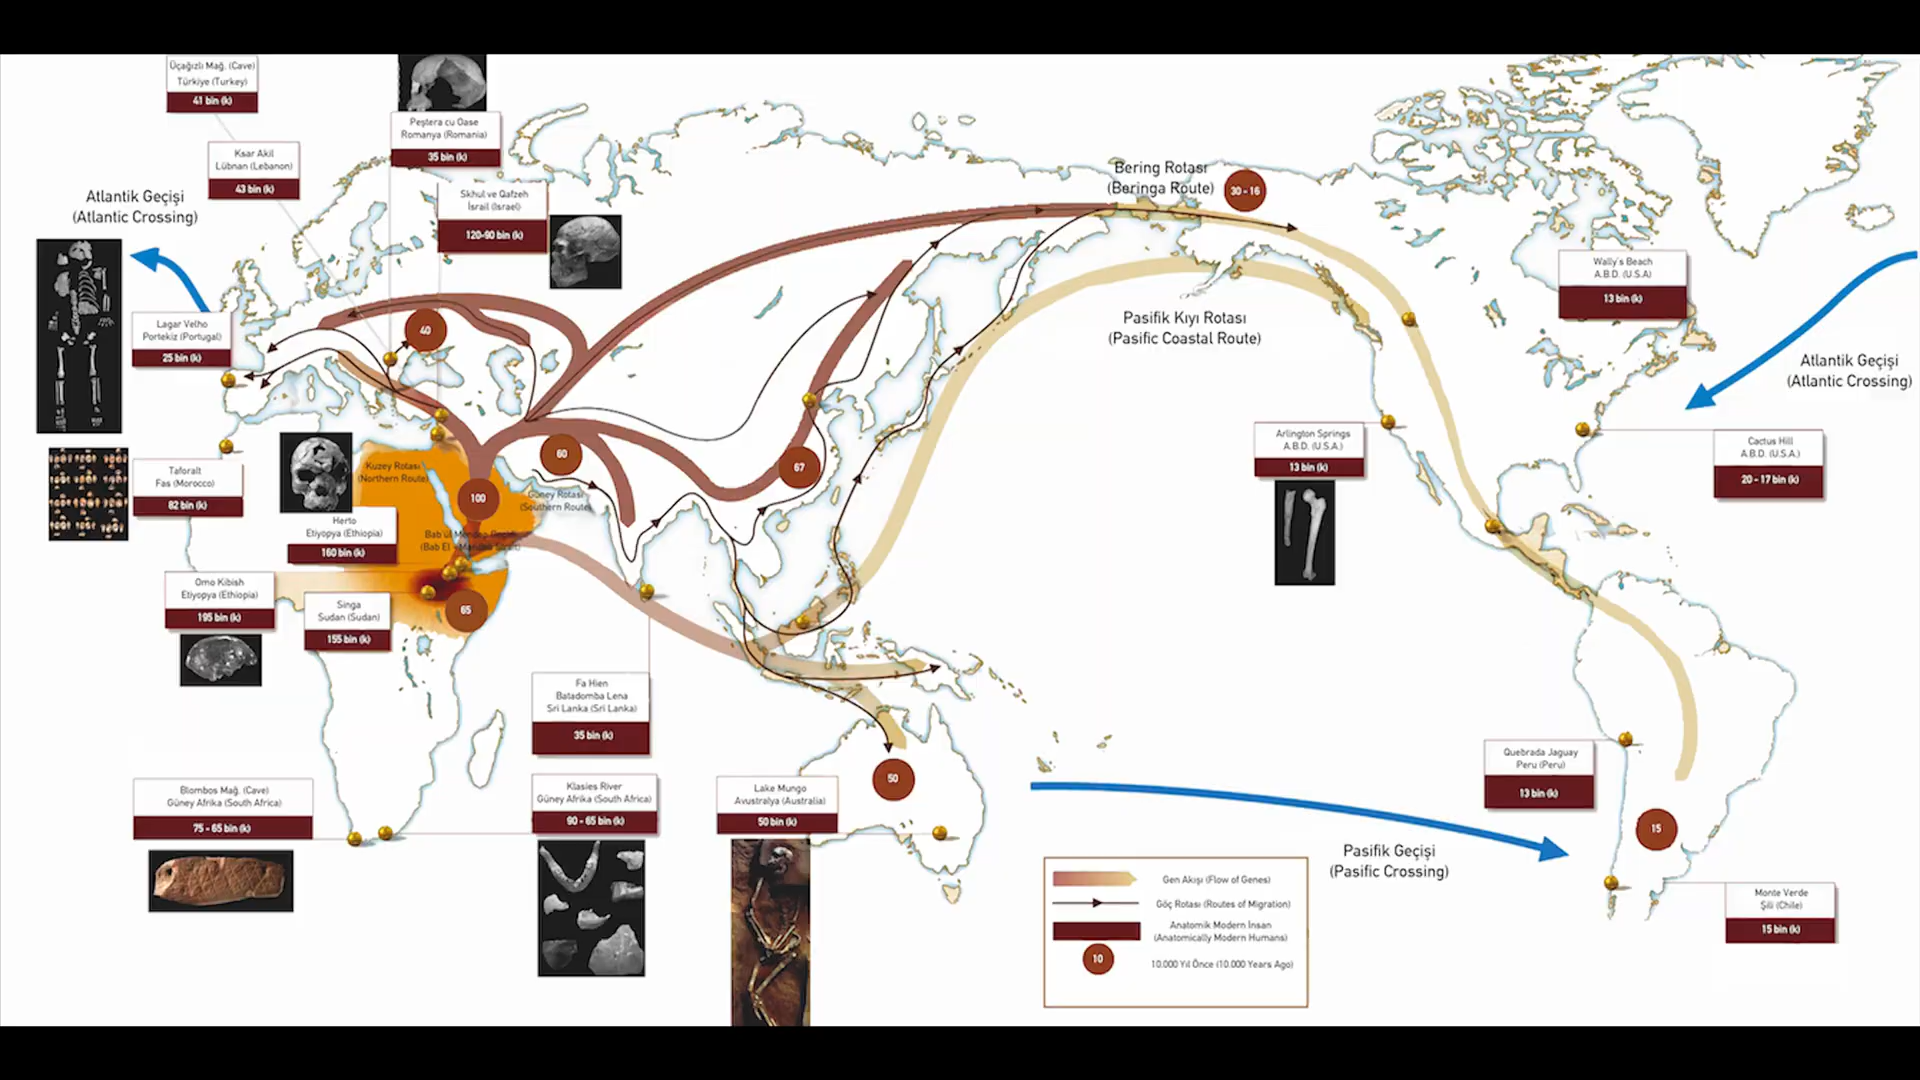 Üçağızlı Mağ. (Cave)
Türkiye (Turkey)
41 bin (k)
Ksar Akil
Lübnan (Lebanon)
43 bin (k)
Peştera cu Oase
Romanya (Romania)
35 bin (k)
Skhul ve Qafzeh
İsrail (Israel)
120-90 bin (k)
Atlantik Geçişi
(Atlantic Crossing)
Lagar Velho
Portekiz (Portugal)
25 bin (k)
Taforalt
Fas (Morocco)
82 bin (k)
Herto
Etiyopya (Ethiopia)
160 bin (k)
Omo Kibish
Etiyopya (Ethiopia)
195 bin (k)
Singa
Sudan (Sudan)
155 bin (k)
Kuzey Rotası
(Northern Route)
Güney Rotası
(Southern Route)
Bab'ül Mendep Geçidi
(Bab El - Mandab Strait)
40
60
67
100
65
Bering Rotası
(Beringa Route)
30 - 16
Pasifik Kıyı Rotası
(Pasific Coastal Route)
Wally's Beach
A.B.D. (U.S.A)
13 bin (k)
Atlantik Geçişi
(Atlantic Crossing)
Arlington Springs
A.B.D. (U.S.A.)
13 bin (k)
Cactus Hill
A.B.D. (U.S.A.)
20 - 17 bin (k)
Fa Hien
Batadomba Lena
Sri Lanka (Sri Lanka)
35 bin (k)
Blombos Mağ. (Cave)
Güney Afrika (South Africa)
75 - 65 bin (k)
Klasies River
Güney Afrika (South Africa)
90 - 65 bin (k)
Lake Mungo
Avustralya (Australia)
50 bin (k)
50
Quebrada Jaguay
Peru (Peru)
13 bin (k)
15
Pasifik Geçişi
(Pasific Crossing)
Monte Verde
Şili (Chile)
15 bin (k)
Gen Akışı (Flow of Genes)
Göç Rotası (Routes of Migration)
Anatomik Modern İnsan
(Anatomically Modern Humans)
10
10.000 Yıl Önce (10.000 Years Ago)